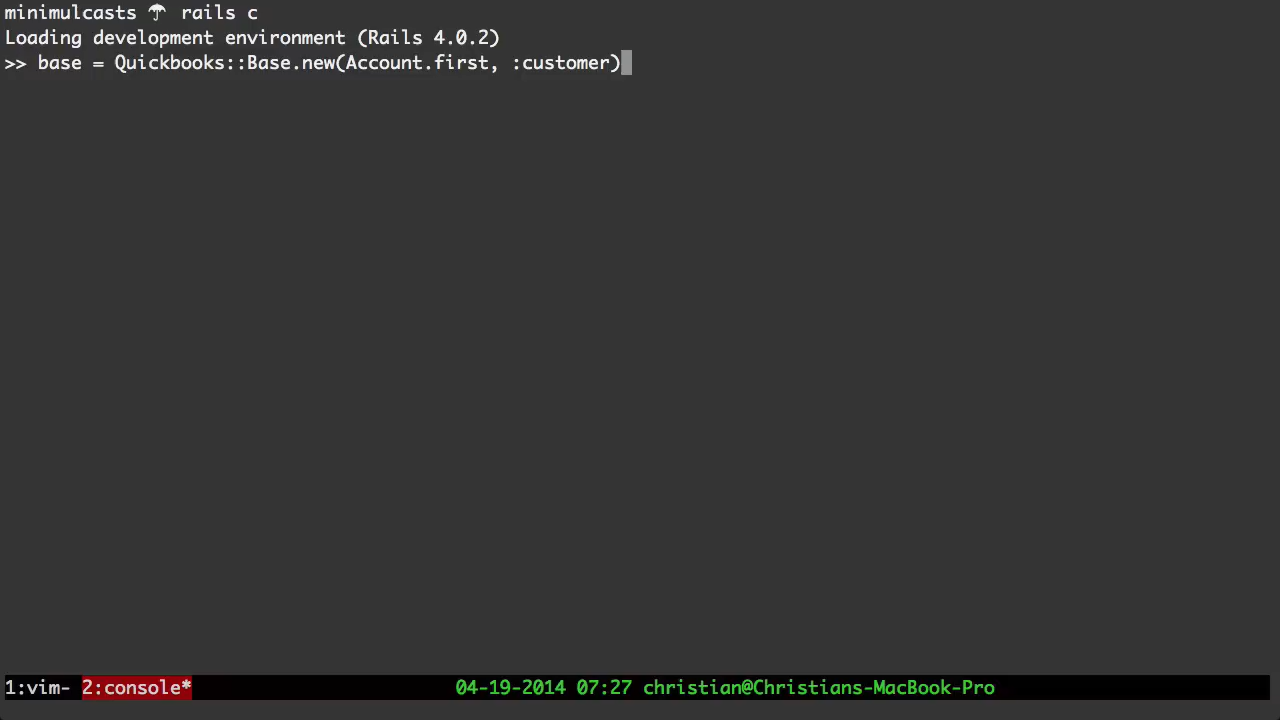 minimulcasts ☂ rails c
Loading development environment (Rails 4.0.2)
>> base = Quickbooks::Base.new(Account.first, :customer)
1:vim- 2:console* 04-19-2014 07:27 christian@Christians-MacBook-Pro